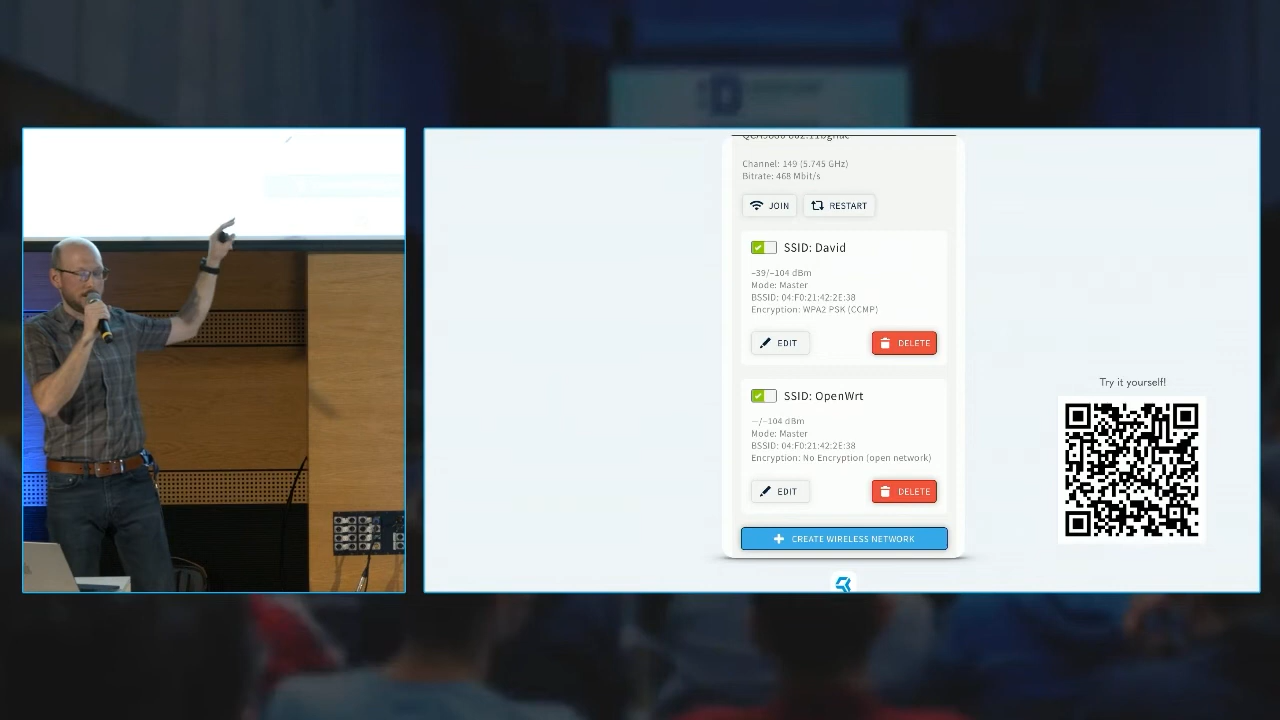 Channel: 149 (5.745 GHz)
Bitrate: 468 Mbit/s
JOIN
RESTART
SSID: David
-39/-104 dBm
Mode: Master
BSSID: 04:F0:21:42:2E:38
Encryption: WPA2 PSK (CCMP)
EDIT
DELETE
SSID: OpenWrt
--/-104 dBm
Mode: Master
BSSID: 04:F0:21:42:2E:38
Encryption: No Encryption (open network)
EDIT
DELETE
CREATE WIRELESS NETWORK
Try it yourself!